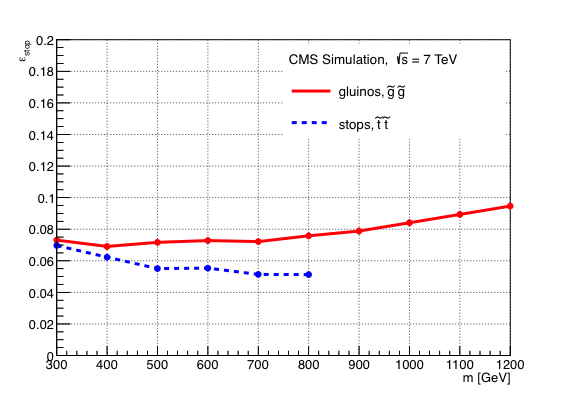 ε_stop
0.2
0.18
0.16
0.14
0.12
0.1
0.08
0.06
0.04
0.02
0
CMS Simulation, √s = 7 TeV
gluinos, g̃ g̃
stops, t̃ t̃
300 400 500 600 700 800 900 1000 1100 1200
m [GeV]